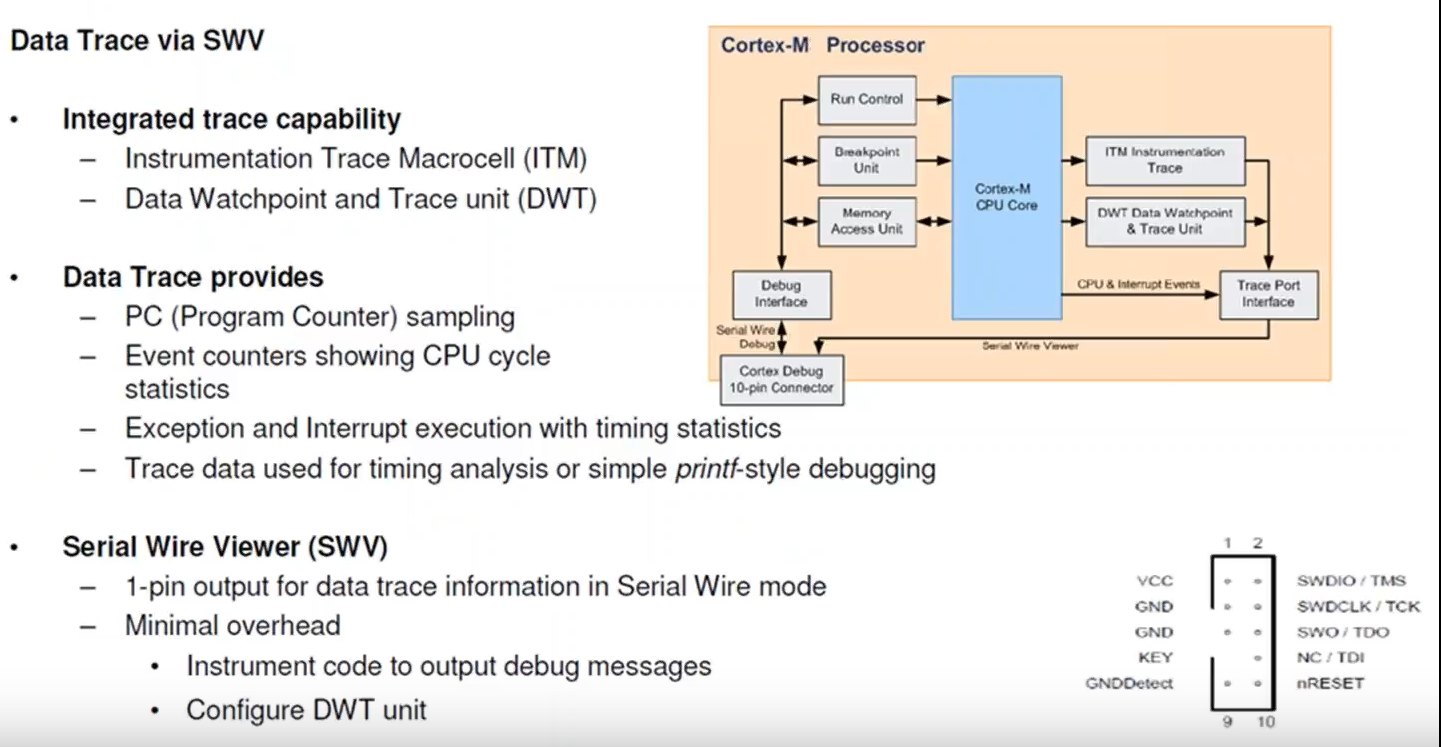 Data Trace via SWV
• Integrated trace capability
– Instrumentation Trace Macrocell (ITM)
– Data Watchpoint and Trace unit (DWT)
• Data Trace provides
– PC (Program Counter) sampling
– Event counters showing CPU cycle
statistics
– Exception and Interrupt execution with timing statistics
– Trace data used for timing analysis or simple printf-style debugging
• Serial Wire Viewer (SWV)
– 1-pin output for data trace information in Serial Wire mode
– Minimal overhead
• Instrument code to output debug messages
• Configure DWT unit
Cortex-M Processor
Run Control
Breakpoint
Unit
Memory
Access Unit
Cortex-M
CPU Core
ITM Instrumentation
Trace
DWT Data Watchpoint
& Trace Unit
Debug
Interface
CPU & Interrupt Events
Trace Port
Interface
Serial Wire
Debug
Serial Wire Viewer
Cortex Debug
10-pin Connector
1 2
VCC SWDIO / TMS
GND SWDCLK / TCK
GND SWO / TDO
KEY NC / TDI
GNDDetect nRESET
9 10